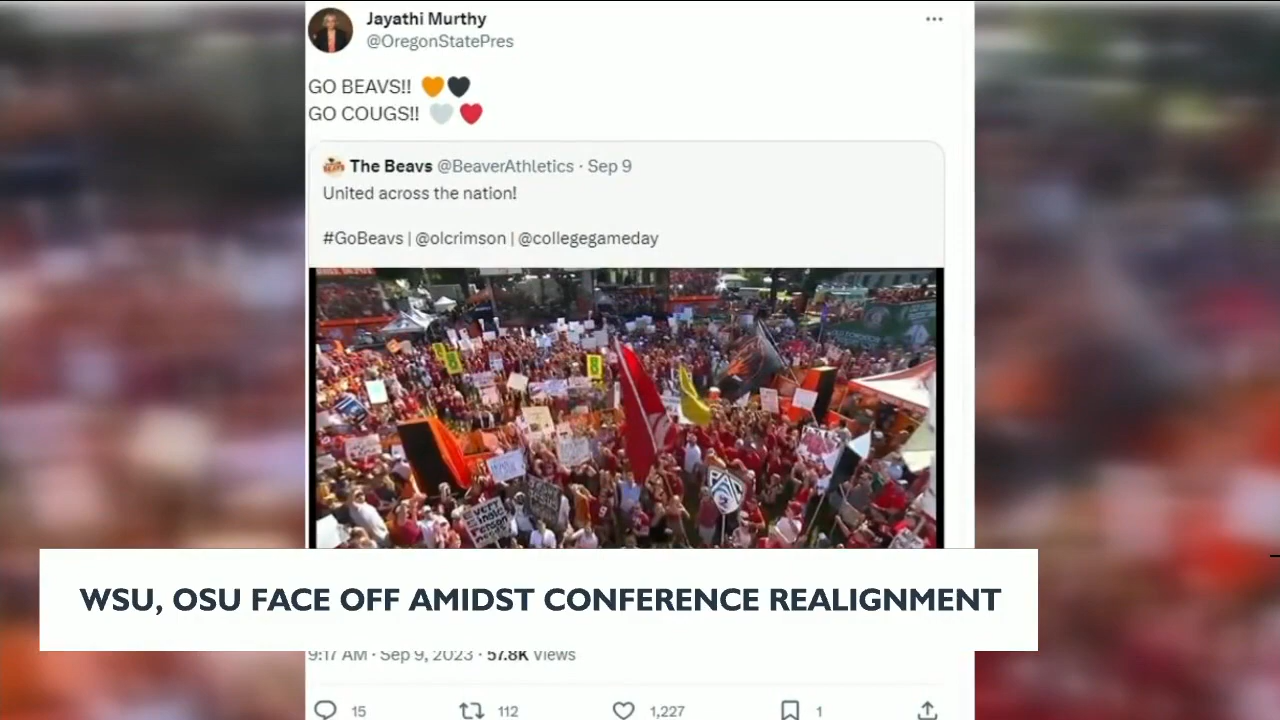 Jayathi Murthy
@OregonStatePres
GO BEAVS!! 🧡🖤
GO COUGS!! 🩶❤️
The Beavs @BeaverAthletics · Sep 9
United across the nation!
#GoBeavs | @olcrimson | @collegegameday
WSU, OSU FACE OFF AMIDST CONFERENCE REALIGNMENT
9:17 AM · Sep 9, 2023 · 57.8K Views
15 112 1,227 1